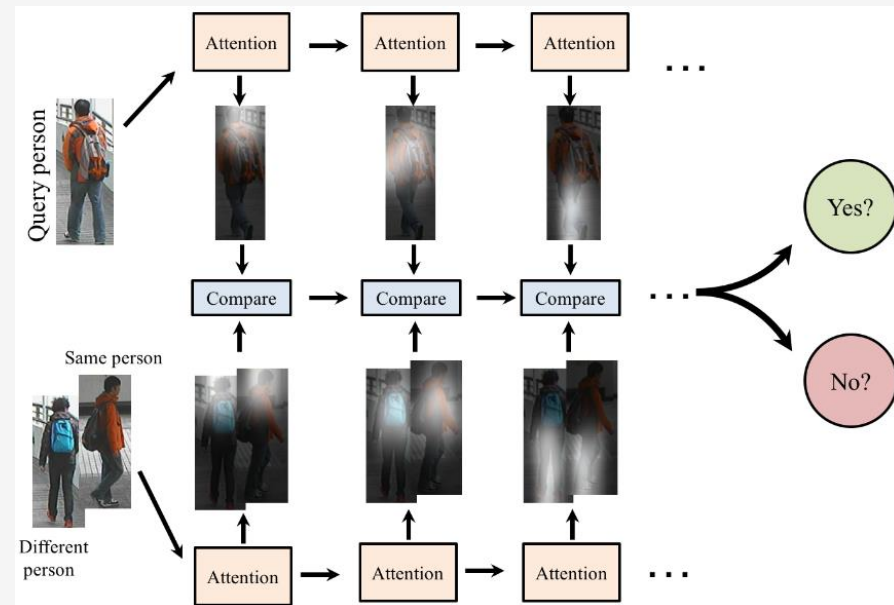 Attention
Attention
Attention
...
Query person
Yes?
Compare
Compare
Compare
...
No?
Same person
Different
person
Attention
Attention
Attention
...